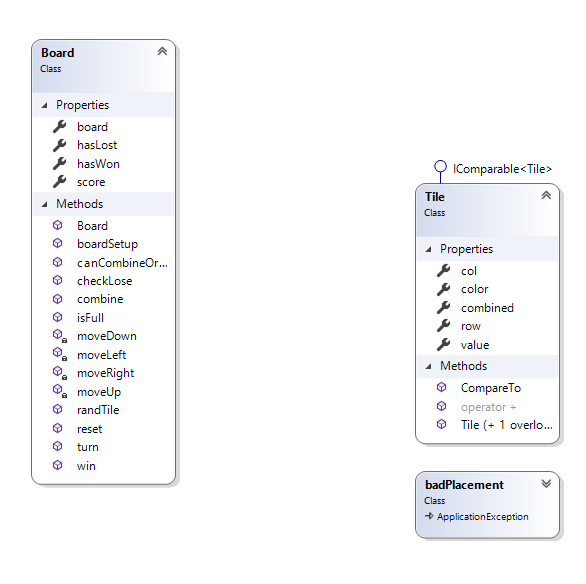 Board
Class
Properties
board
hasLost
hasWon
score
Methods
Board
boardSetup
canCombineOr...
checkLose
combine
isFull
moveDown
moveLeft
moveRight
moveUp
randTile
reset
turn
win
IComparable<Tile>
Tile
Class
Properties
col
color
combined
row
value
Methods
CompareTo
operator +
Tile (+ 1 overlo...
badPlacement
Class
ApplicationException